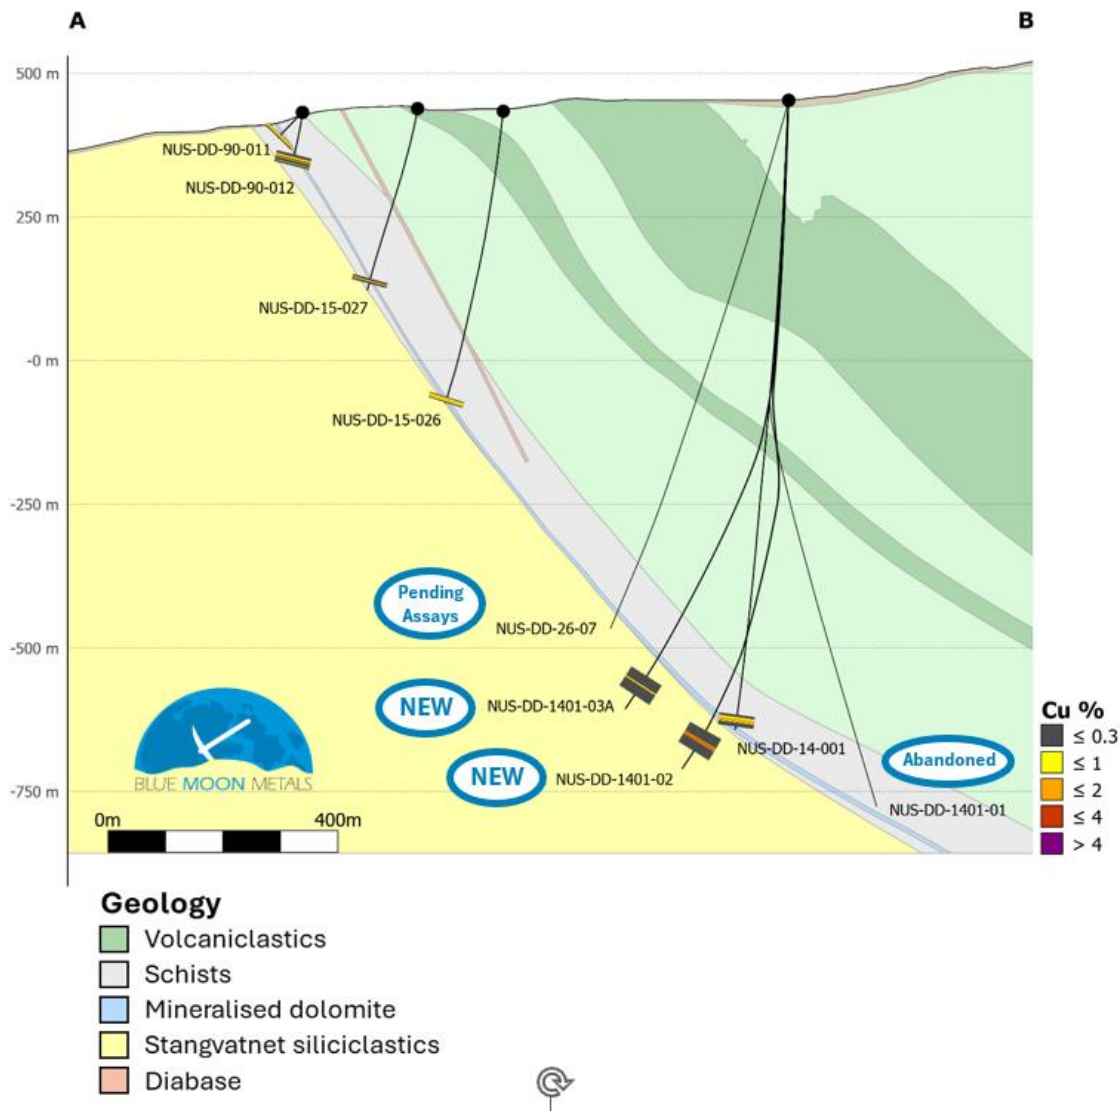 A
B
500 m
NUS-DD-90-011
NUS-DD-90-012
250 m
NUS-DD-15-027
-0 m
NUS-DD-15-026
-250 m
Pending
Assays
NUS-DD-26-07
-500 m
NEW
NUS-DD-1401-03A
NUS-DD-14-001
Abandoned
NEW
NUS-DD-1401-02
NUS-DD-1401-01
-750 m
BLUE MOON METALS
0m
400m
Cu %
≤ 0.3
≤ 1
≤ 2
≤ 4
> 4
Geology
Volcaniclastics
Schists
Mineralised dolomite
Stangvatnet siliciclastics
Diabase